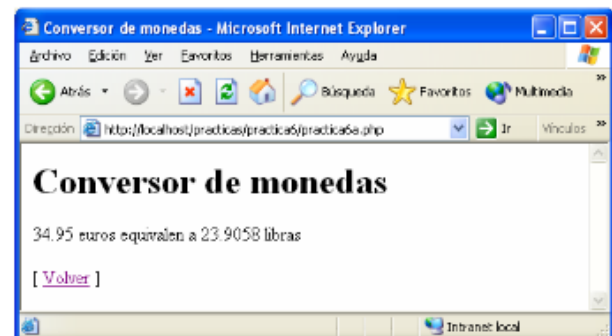 Conversor de monedas - Microsoft Internet Explorer
Archivo Edición Ver Favoritos Herramientas Ayuda
Atrás Búsqueda Favoritos Multimedia »
Dirección http://localhost/practicas/practica6/practica6a.php Ir Vínculos »
Conversor de monedas
34.95 euros equivalen a 23.9058 libras
[ Volver ]
Intranet local